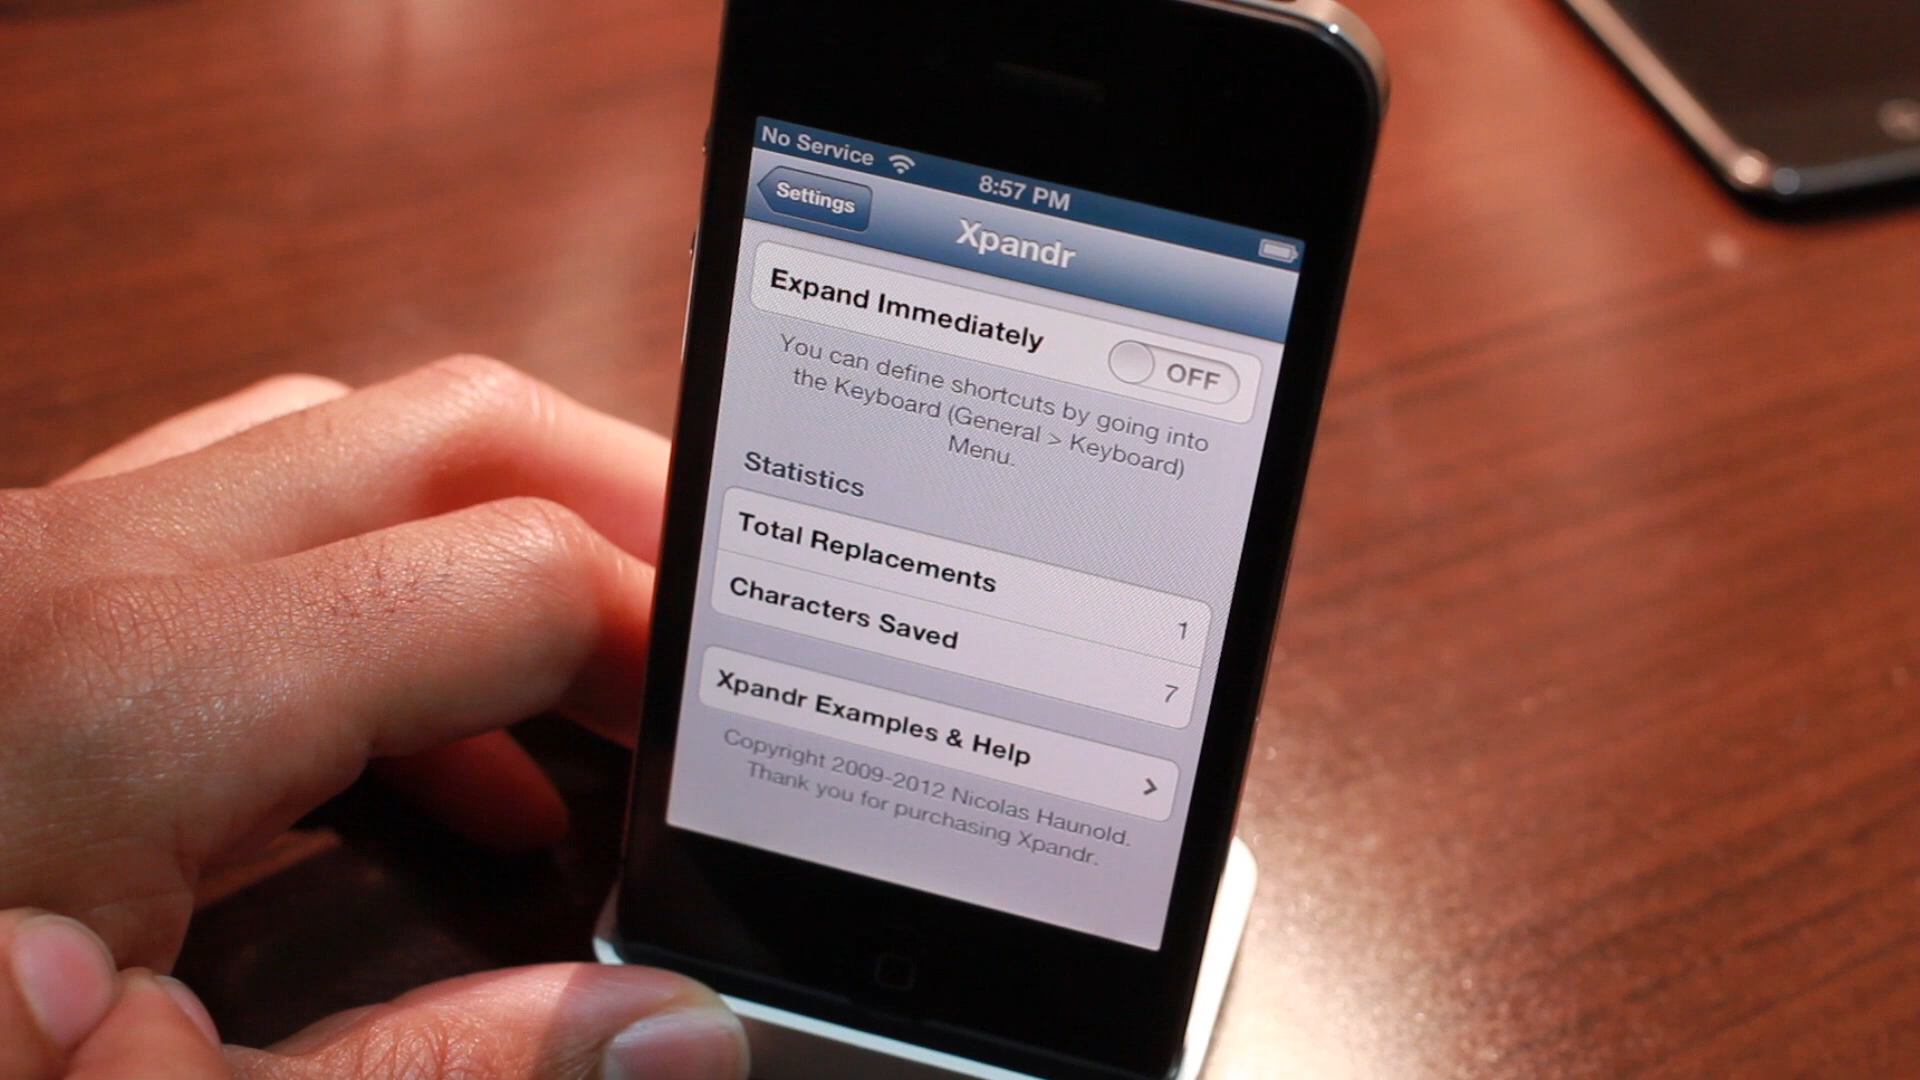 No Service
8:57 PM
Settings
Xpandr
Expand Immediately
OFF
You can define shortcuts by going into
the Keyboard (General > Keyboard)
Menu.
Statistics
Total Replacements
1
Characters Saved
7
Xpandr Examples & Help
Copyright 2009-2012 Nicolas Haunold.
Thank you for purchasing Xpandr.